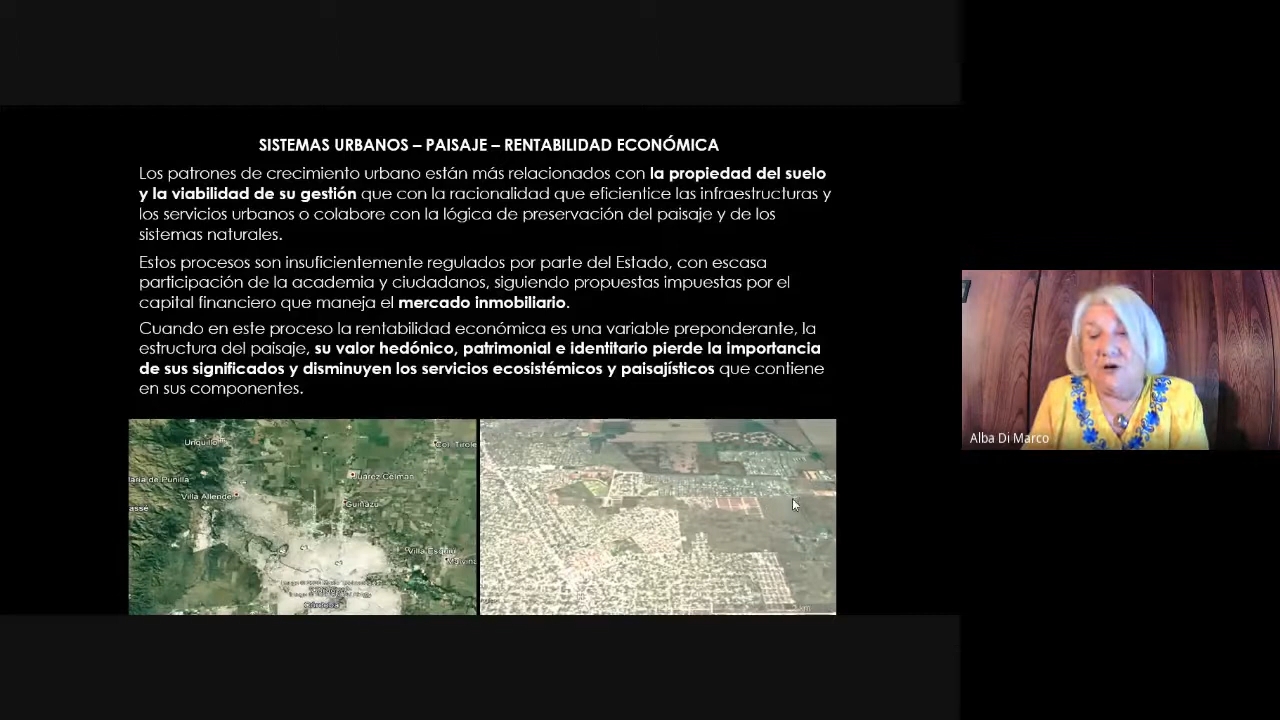 SISTEMAS URBANOS – PAISAJE – RENTABILIDAD ECONÓMICA
Los patrones de crecimiento urbano están más relacionados con la propiedad del suelo
y la viabilidad de su gestión que con la racionalidad que eficientice las infraestructuras y
los servicios urbanos o colabore con la lógica de preservación del paisaje y de los
sistemas naturales.
Estos procesos son insuficientemente regulados por parte del Estado, con escasa
participación de la academia y ciudadanos, siguiendo propuestas impuestas por el
capital financiero que maneja el mercado inmobiliario.
Cuando en este proceso la rentabilidad económica es una variable preponderante, la
estructura del paisaje, su valor hedónico, patrimonial e identitario pierde la importancia
de sus significados y disminuyen los servicios ecosistémicos y paisajísticos que contiene
en sus componentes.
Unquillo
Juárez Celman
Villa Allende
Guiñazú
Villa Esquiú
Córdoba
Alba Di Marco